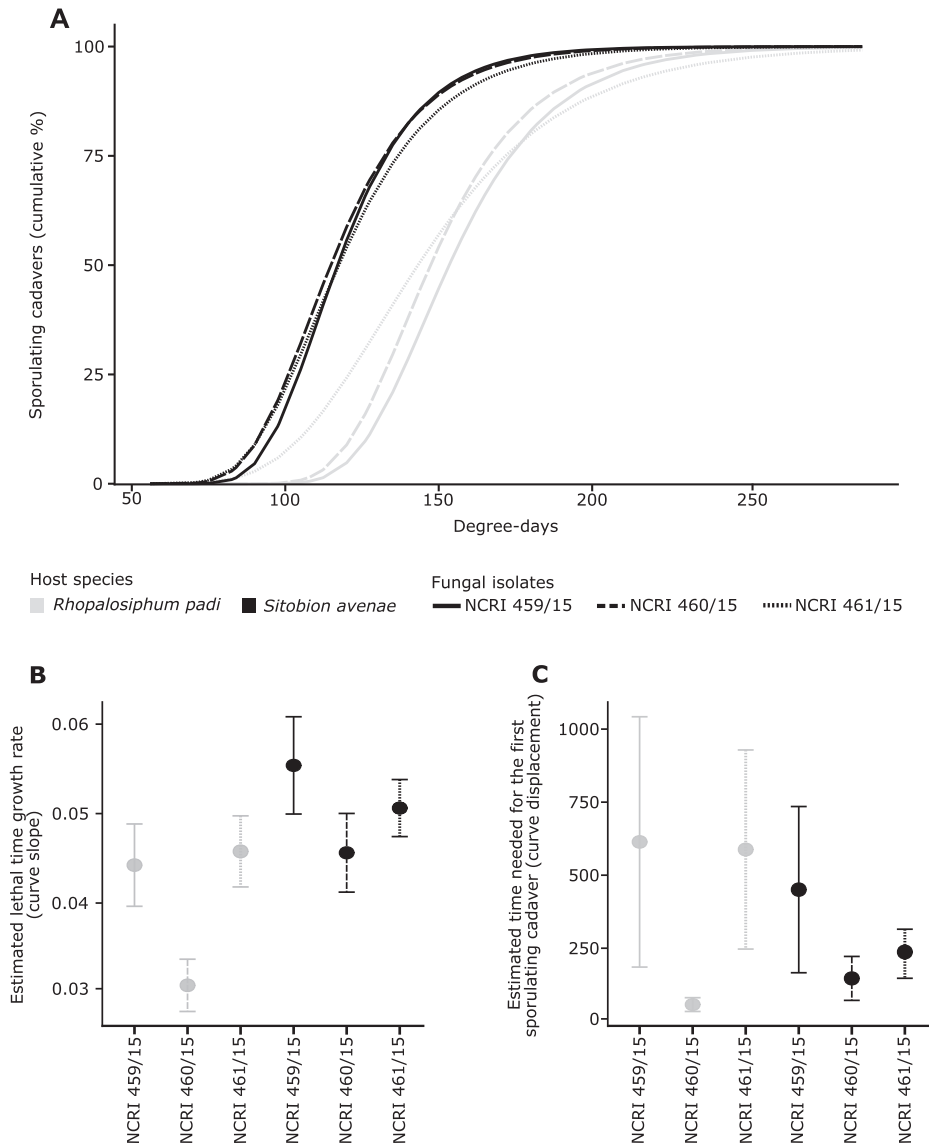 A
Sporulating cadavers (cumulative %)
100
75
50
25
0
50
100
150
200
250
Degree-days
Host species
Rhopalosiphum padi
Sitobion avenae
Fungal isolates
NCRI 459/15
NCRI 460/15
NCRI 461/15
B
Estimated lethal time growth rate
(curve slope)
0.06
0.05
0.04
0.03
NCRI 459/15
NCRI 460/15
NCRI 461/15
NCRI 459/15
NCRI 460/15
NCRI 461/15
C
Estimated time needed for the first
sporulating cadaver (curve displacement)
1000
750
500
250
0
NCRI 459/15
NCRI 460/15
NCRI 461/15
NCRI 459/15
NCRI 460/15
NCRI 461/15